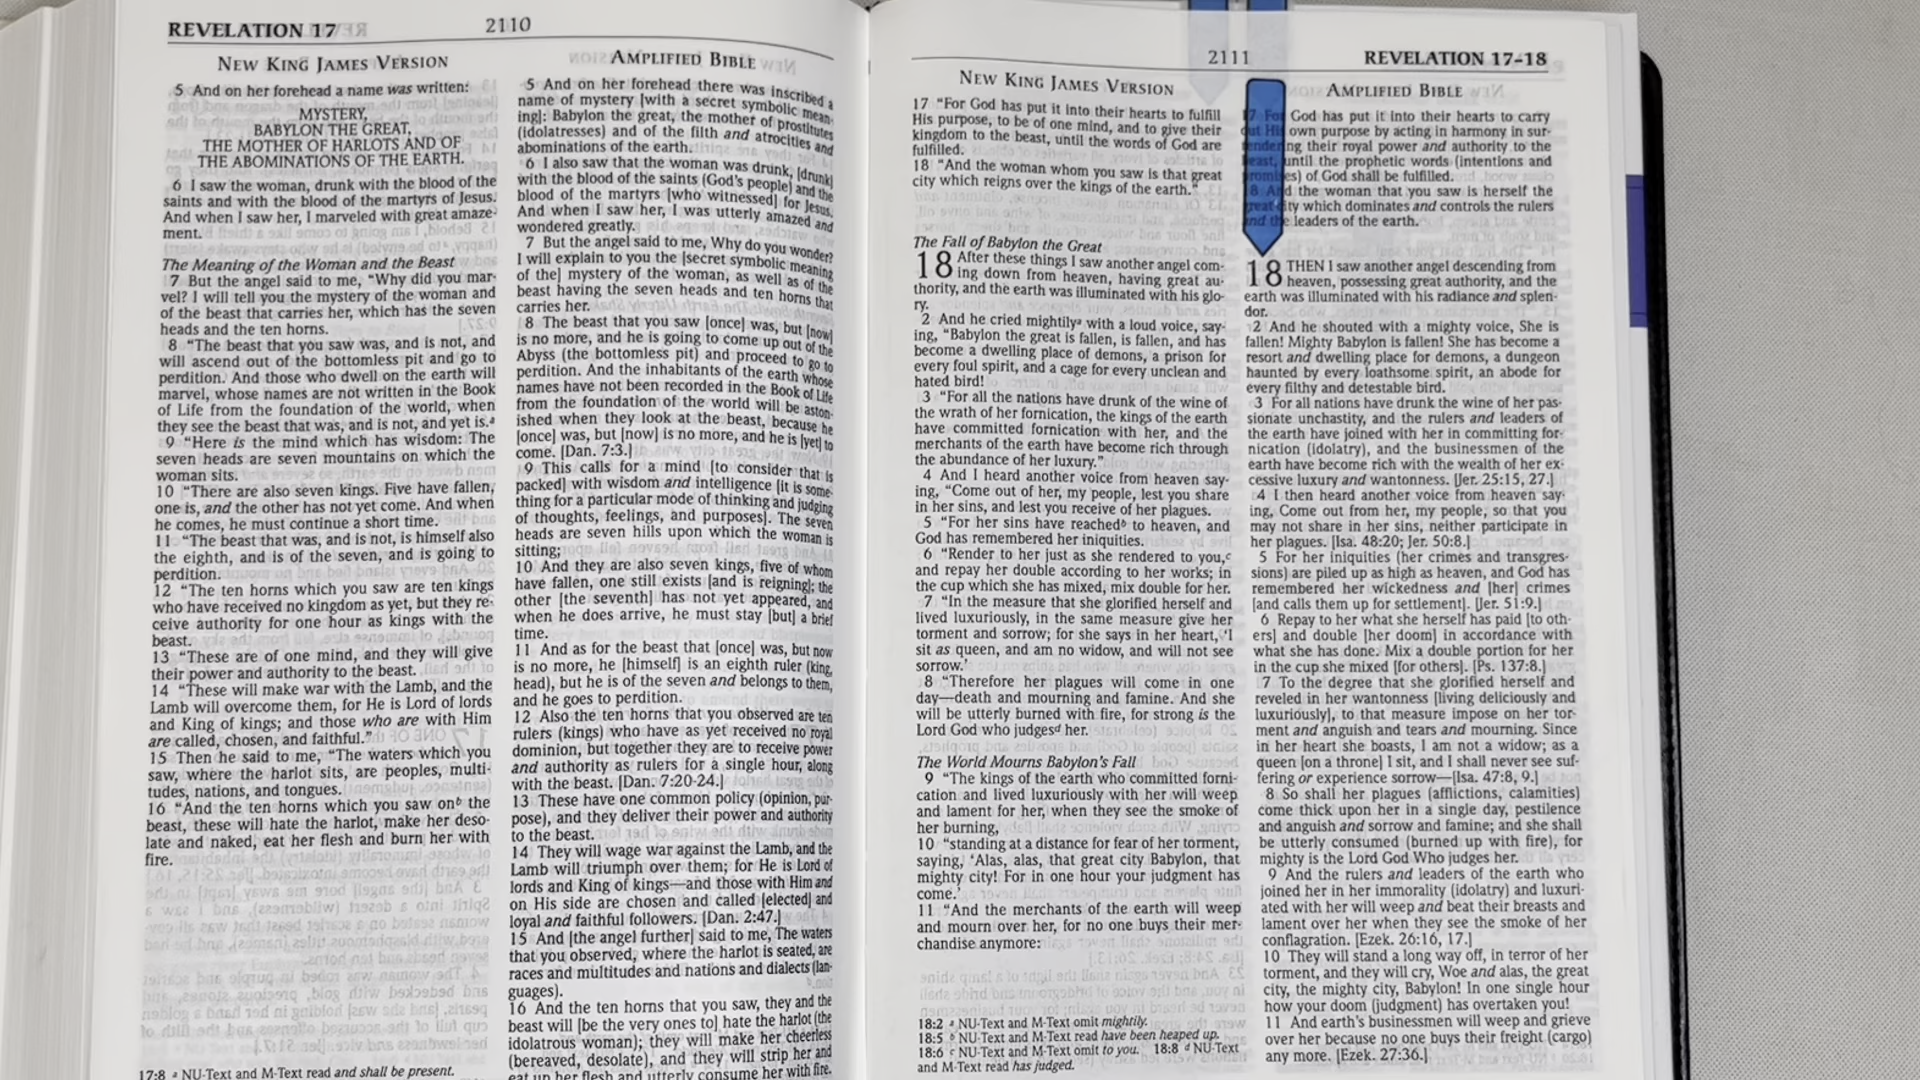 REVELATION 17
2110
NEW KING JAMES VERSION
5 And on her forehead a name was written:
MYSTERY,
BABYLON THE GREAT,
THE MOTHER OF HARLOTS AND OF
THE ABOMINATIONS OF THE EARTH.
6 I saw the woman, drunk with the blood of the
saints and with the blood of the martyrs of Jesus.
And when I saw her, I marveled with great amaze-
ment.
The Meaning of the Woman and the Beast
7 But the angel said to me, “Why did you mar-
vel? I will tell you the mystery of the woman and
of the beast that carries her, which has the seven
heads and the ten horns.
8 “The beast that you saw was, and is not, and
will ascend out of the bottomless pit and go to
perdition. And those who dwell on the earth will
marvel, whose names are not written in the Book
of Life from the foundation of the world, when
they see the beast that was, and is not, and yet is.a
9 “Here is the mind which has wisdom: The
seven heads are seven mountains on which the
woman sits.
10 “There are also seven kings. Five have fallen,
one is, and the other has not yet come. And when
he comes, he must continue a short time.
11 “The beast that was, and is not, is himself also
the eighth, and is of the seven, and is going to
perdition.
12 “The ten horns which you saw are ten kings
who have received no kingdom as yet, but they re-
ceive authority for one hour as kings with the
beast.
13 “These are of one mind, and they will give
their power and authority to the beast.
14 “These will make war with the Lamb, and the
Lamb will overcome them, for He is Lord of lords
and King of kings; and those who are with Him
are called, chosen, and faithful.”
15 Then he said to me, “The waters which you
saw, where the harlot sits, are peoples, multi-
tudes, nations, and tongues.
16 “And the ten horns which you saw onb the
beast, these will hate the harlot, make her deso-
late and naked, eat her flesh and burn her with
fire.
17:8 a NU-Text and M-Text read and shall be present.
AMPLIFIED BIBLE
5 And on her forehead there was inscribed a
name of mystery [with a secret symbolic mean-
ing]: Babylon the great, the mother of prostitutes
(idolatresses) and of the filth and atrocities and
abominations of the earth.
6 I also saw that the woman was drunk, [drunk]
with the blood of the saints (God's people) and the
blood of the martyrs [who witnessed] for Jesus.
And when I saw her, I was utterly amazed and
wondered greatly.
7 But the angel said to me, Why do you wonder?
I will explain to you the [secret symbolic meaning
of the] mystery of the woman, as well as of the
beast having the seven heads and ten horns that
carries her.
8 The beast that you saw [once] was, but [now]
is no more, and he is going to come up out of the
Abyss (the bottomless pit) and proceed to go to
perdition. And the inhabitants of the earth whose
names have not been recorded in the Book of Life
from the foundation of the world will be aston-
ished when they look at the beast, because he
[once] was, but [now] is no more, and he is [yet] to
come. [Dan. 7:3.]
9 This calls for a mind [to consider that is
packed] with wisdom and intelligence [it is some-
thing for a particular mode of thinking and judging
of thoughts, feelings, and purposes]. The seven
heads are seven hills upon which the woman is
sitting;
10 And they are also seven kings, five of whom
have fallen, one still exists [and is reigning]; the
other [the seventh] has not yet appeared, and
when he does arrive, he must stay [but] a brief
time.
11 And as for the beast that [once] was, but now
is no more, he [himself] is an eighth ruler (king,
head), but he is of the seven and belongs to them,
and he goes to perdition.
12 Also the ten horns that you observed are ten
rulers (kings) who have as yet received no royal
dominion, but together they are to receive power
and authority as rulers for a single hour, along
with the beast. [Dan. 7:20-24.]
13 These have one common policy (opinion, pur-
pose), and they deliver their power and authority
to the beast.
14 They will wage war against the Lamb, and the
Lamb will triumph over them; for He is Lord of
lords and King of kings—and those with Him and
on His side are chosen and called [elected] and
loyal and faithful followers. [Dan. 2:47.]
15 And [the angel further] said to me, The waters
that you observed, where the harlot is seated, are
races and multitudes and nations and dialects (lan-
guages).
16 And the ten horns that you saw, they and the
beast will [be the very ones to] hate the harlot (the
idolatrous woman); they will make her cheerless
(bereaved, desolate), and they will strip her and
eat up her flesh and utterly consume her with fire.
2111
REVELATION 17–18
NEW KING JAMES VERSION
17 “For God has put it into their hearts to fulfill
His purpose, to be of one mind, and to give their
kingdom to the beast, until the words of God are
fulfilled.
18 “And the woman whom you saw is that great
city which reigns over the kings of the earth.”
The Fall of Babylon the Great
18 After these things I saw another angel com-
ing down from heaven, having great au-
thority, and the earth was illuminated with his glo-
ry.
2 And he cried mightilya with a loud voice, say-
ing, “Babylon the great is fallen, is fallen, and has
become a dwelling place of demons, a prison for
every foul spirit, and a cage for every unclean and
hated bird!
3 “For all the nations have drunk of the wine of
the wrath of her fornication, the kings of the earth
have committed fornication with her, and the
merchants of the earth have become rich through
the abundance of her luxury.”
4 And I heard another voice from heaven say-
ing, “Come out of her, my people, lest you share
in her sins, and lest you receive of her plagues.
5 “For her sins have reachedb to heaven, and
God has remembered her iniquities.
6 “Render to her just as she rendered to you,c
and repay her double according to her works; in
the cup which she has mixed, mix double for her.
7 “In the measure that she glorified herself and
lived luxuriously, in the same measure give her
torment and sorrow; for she says in her heart, ‘I
sit as queen, and am no widow, and will not see
sorrow.’
8 “Therefore her plagues will come in one
day—death and mourning and famine. And she
will be utterly burned with fire, for strong is the
Lord God who judgesd her.
The World Mourns Babylon's Fall
9 “The kings of the earth who committed forni-
cation and lived luxuriously with her will weep
and lament for her, when they see the smoke of
her burning,
10 “standing at a distance for fear of her torment,
saying, ‘Alas, alas, that great city Babylon, that
mighty city! For in one hour your judgment has
come.’
11 “And the merchants of the earth will weep
and mourn over her, for no one buys their mer-
chandise anymore:
18:2 a NU-Text and M-Text omit mightily.
18:5 b NU-Text and M-Text read have been heaped up.
18:6 c NU-Text and M-Text omit to you. 18:8 d NU-Text
and M-Text read has judged.
AMPLIFIED BIBLE
17 For God has put it into their hearts to carry
out His own purpose by acting in harmony in sur-
rendering their royal power and authority to the
beast, until the prophetic words (intentions and
promises) of God shall be fulfilled.
18 And the woman that you saw is herself the
great city which dominates and controls the rulers
and the leaders of the earth.
18 THEN I saw another angel descending from
heaven, possessing great authority, and the
earth was illuminated with his radiance and splen-
dor.
2 And he shouted with a mighty voice, She is
fallen! Mighty Babylon is fallen! She has become a
resort and dwelling place for demons, a dungeon
haunted by every loathsome spirit, an abode for
every filthy and detestable bird.
3 For all nations have drunk the wine of her pas-
sionate unchastity, and the rulers and leaders of
the earth have joined with her in committing for-
nication (idolatry), and the businessmen of the
earth have become rich with the wealth of her ex-
cessive luxury and wantonness. [Jer. 25:15, 27.]
4 I then heard another voice from heaven say-
ing, Come out from her, my people, so that you
may not share in her sins, neither participate in
her plagues. [Isa. 48:20; Jer. 50:8.]
5 For her iniquities (her crimes and transgres-
sions) are piled up as high as heaven, and God has
remembered her wickedness and [her] crimes
[and calls them up for settlement]. [Jer. 51:9.]
6 Repay to her what she herself has paid [to oth-
ers] and double [her doom] in accordance with
what she has done. Mix a double portion for her
in the cup she mixed [for others]. [Ps. 137:8.]
7 To the degree that she glorified herself and
reveled in her wantonness [living deliciously and
luxuriously], to that measure impose on her tor-
ment and anguish and tears and mourning. Since
in her heart she boasts, I am not a widow; as a
queen [on a throne] I sit, and I shall never see suf-
fering or experience sorrow—[Isa. 47:8, 9.]
8 So shall her plagues (afflictions, calamities)
come thick upon her in a single day, pestilence
and anguish and sorrow and famine; and she shall
be utterly consumed (burned up with fire), for
mighty is the Lord God Who judges her.
9 And the rulers and leaders of the earth who
joined her in her immorality (idolatry) and luxuri-
ated with her will weep and beat their breasts and
lament over her when they see the smoke of her
conflagration. [Ezek. 26:16, 17.]
10 They will stand a long way off, in terror of her
torment, and they will cry, Woe and alas, the great
city, the mighty city, Babylon! In one single hour
how your doom (judgment) has overtaken you!
11 And earth's businessmen will weep and grieve
over her because no one buys their freight (cargo)
any more. [Ezek. 27:36.]